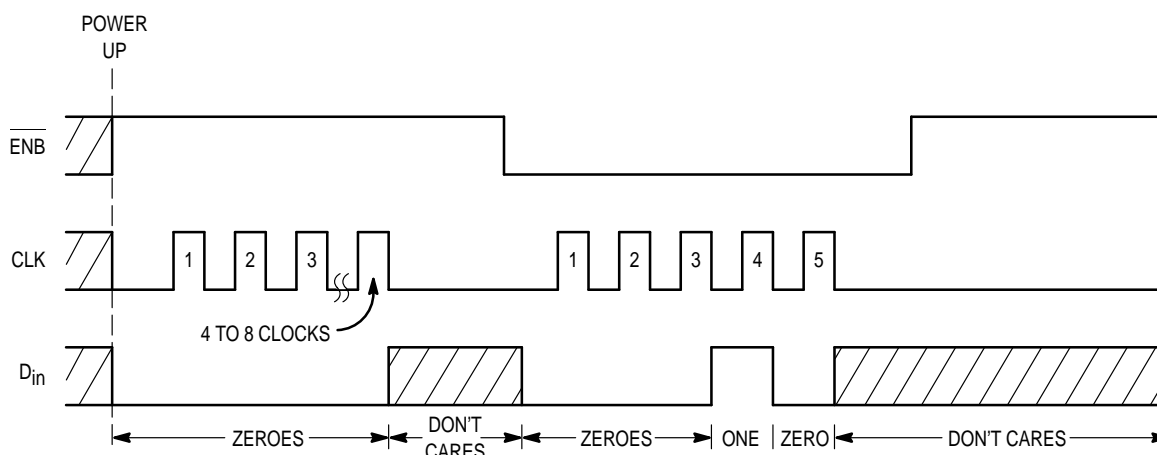 POWER
UP
ENB
CLK
1 2 3 1 2 3 4 5
4 TO 8 CLOCKS
Din
ZEROES DON'T CARES ZEROES ONE ZERO DON'T CARES